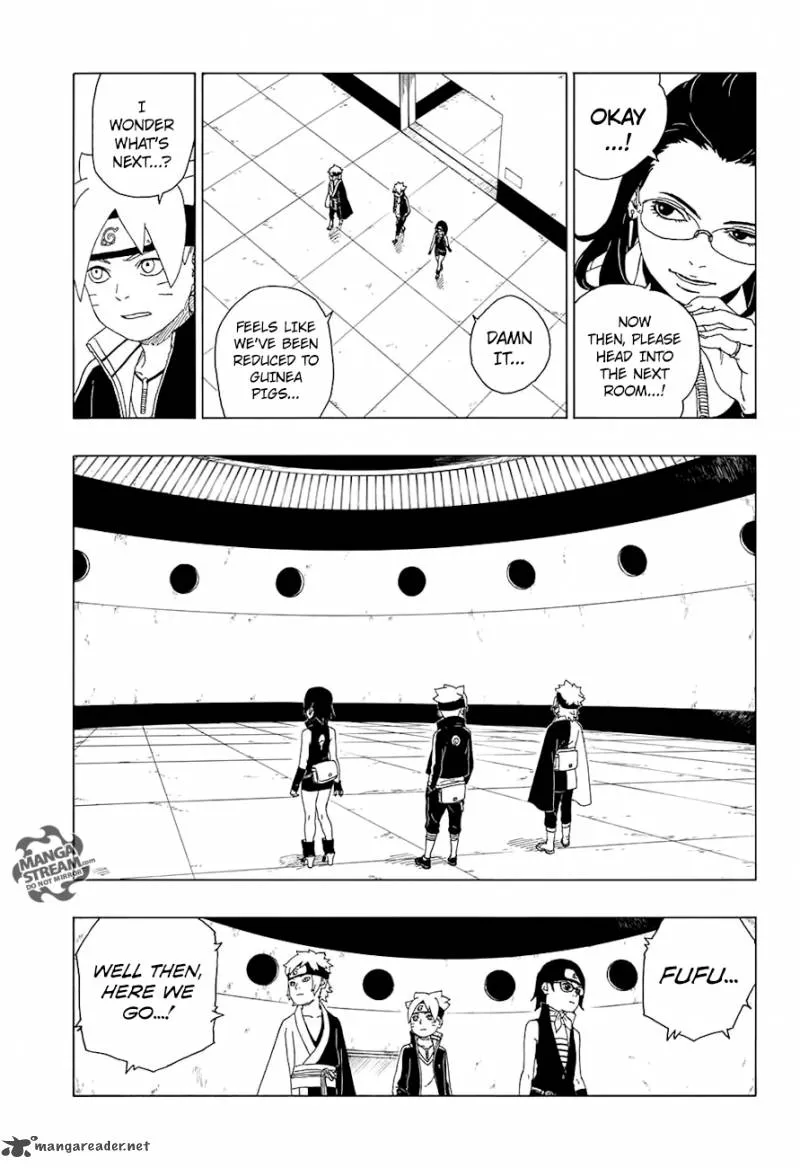 OKAY
...!
NOW
THEN, PLEASE
HEAD INTO
THE NEXT
ROOM...!
DAMN
IT...
FEELS LIKE
WE'VE BEEN
REDUCED TO
GUINEA
PIGS...
I
WONDER
WHAT'S
NEXT...?
FUFU...
WELL THEN,
HERE WE
GO....!
MANGA
STREAM.com
DO NOT MIRROR
mangareader.net